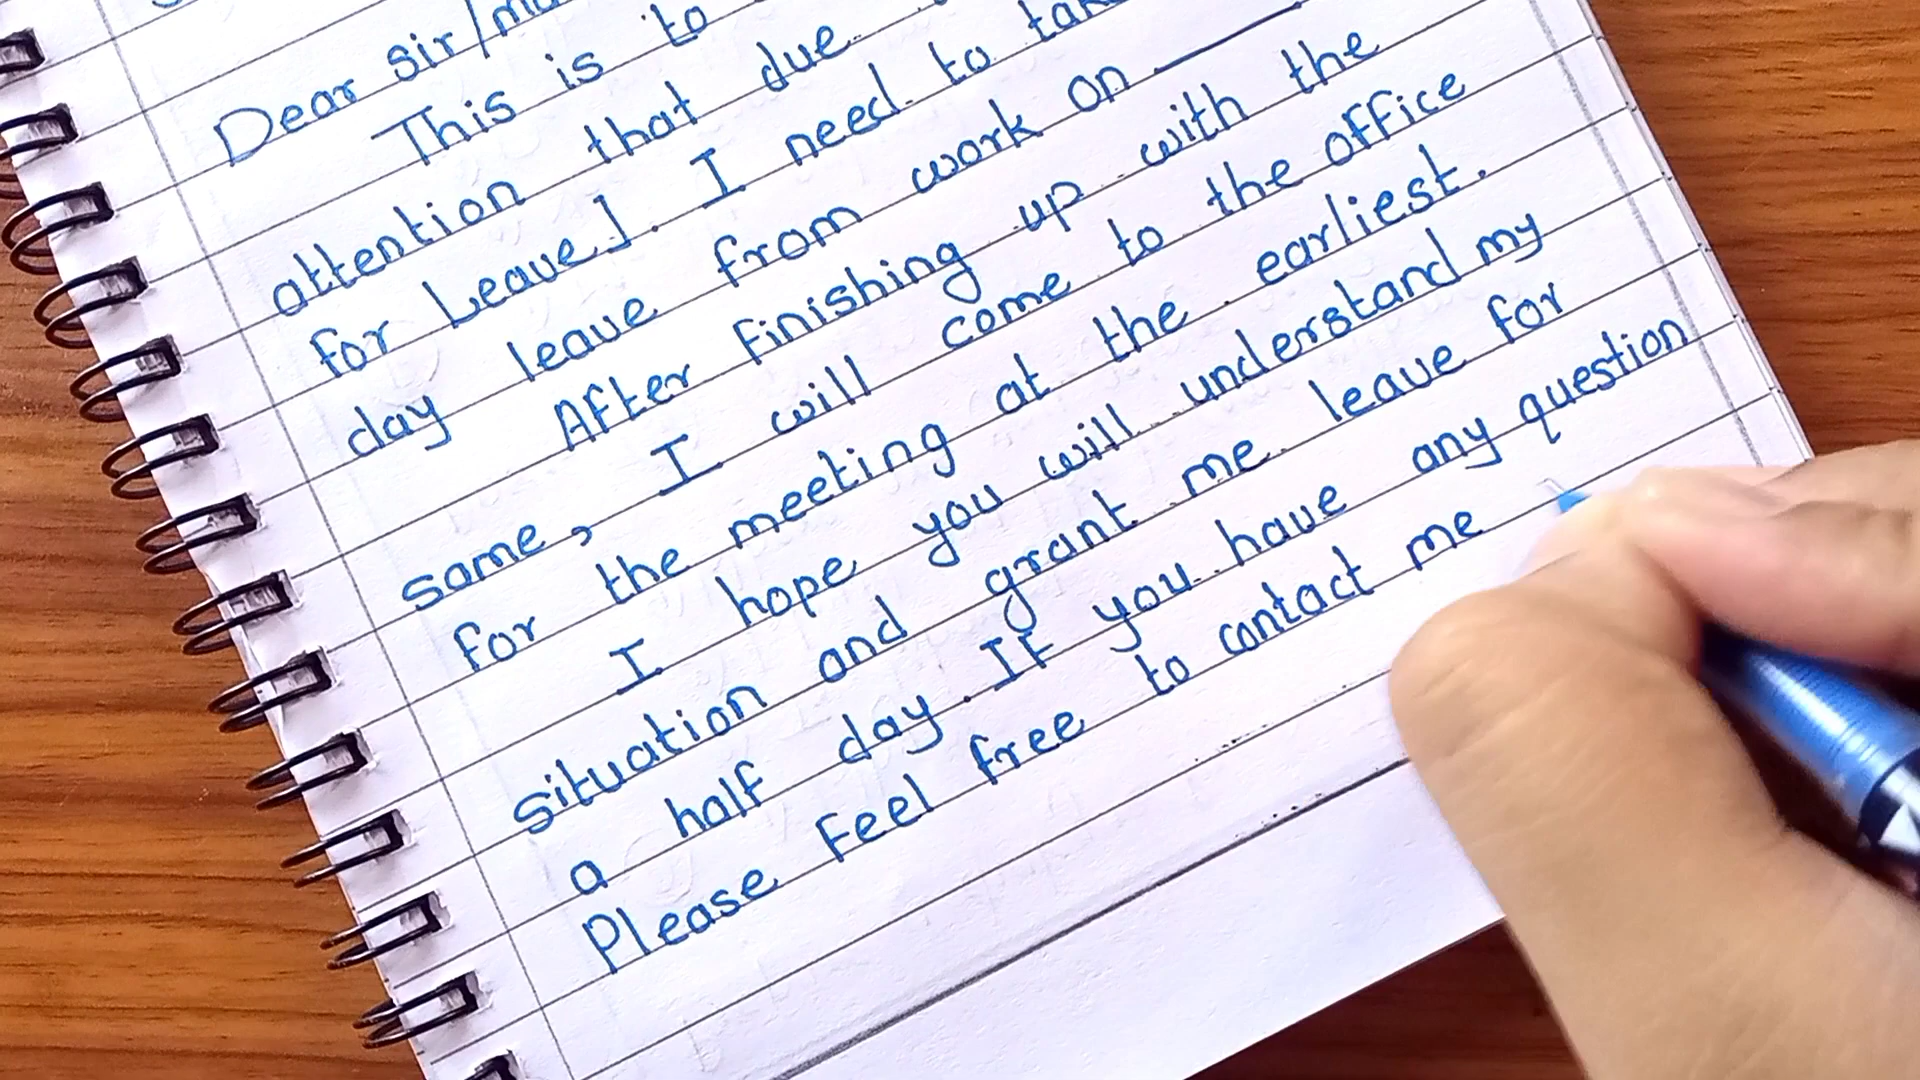 Dear sir/ma
This is to
attention that due
for Leave]. I need to tak
day leave from work on ____
After finishing up with the
same, I will come to the office
for the meeting at the earliest.
I hope you will understand my
situation and grant me leave for
a half day. If you have any question
Please Feel free to contact me